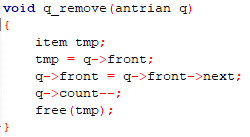 void q_remove(antrian q)
{
    item tmp;
    tmp = q->front;
    q->front = q->front->next;
    q->count--;
    free(tmp);
}